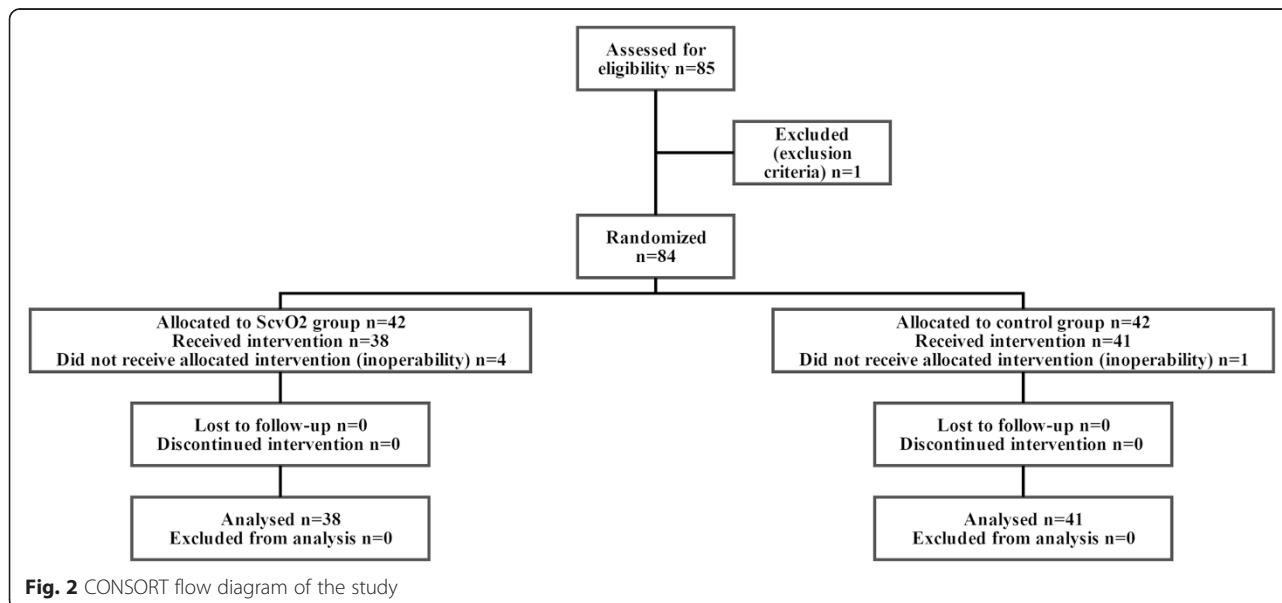 Assessed for
eligibility n=85
Excluded
(exclusion
criteria) n=1
Randomized
n=84
Allocated to ScvO2 group n=42
Received intervention n=38
Did not receive allocated intervention (inoperability) n=4
Allocated to control group n=42
Received intervention n=41
Did not receive allocated intervention (inoperability) n=1
Lost to follow-up n=0
Discontinued intervention n=0
Lost to follow-up n=0
Discontinued intervention n=0
Analysed n=38
Excluded from analysis n=0
Analysed n=41
Excluded from analysis n=0
Fig. 2 CONSORT flow diagram of the study